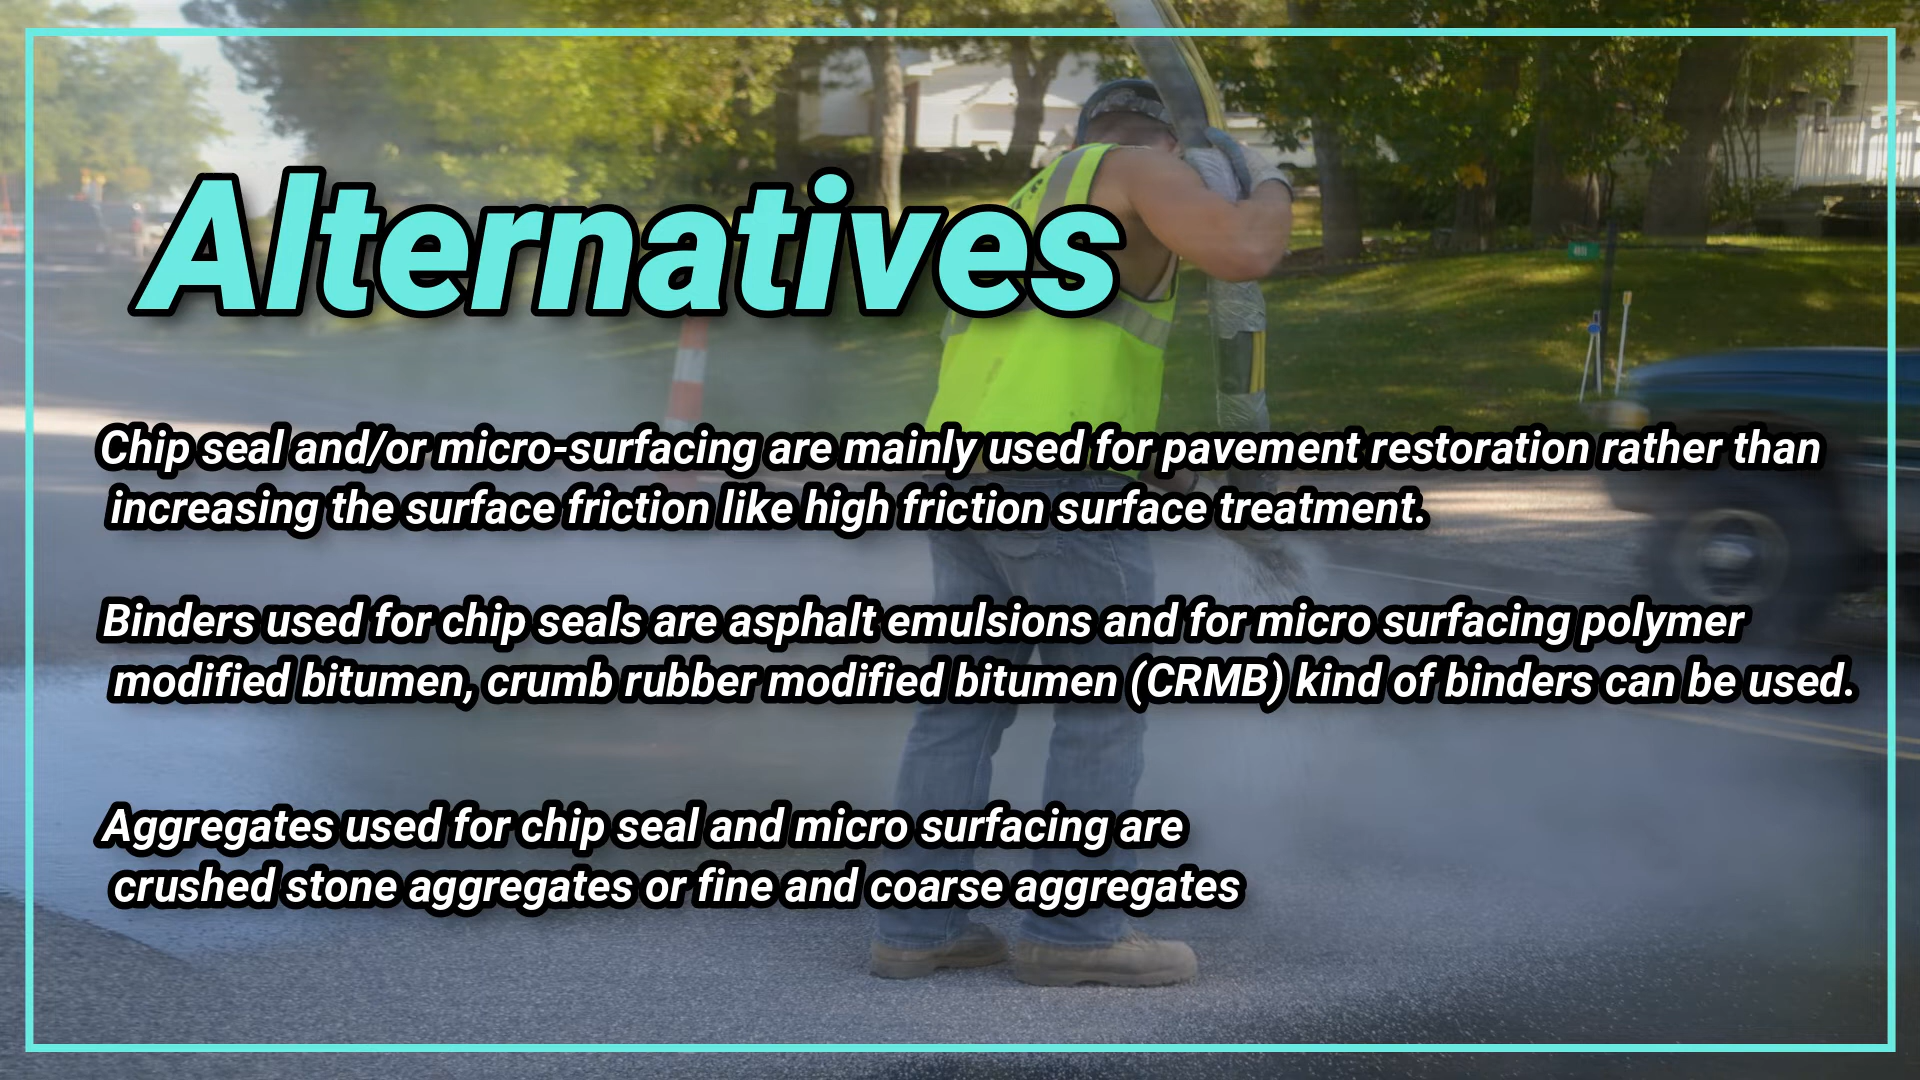 Alternatives
Chip seal and/or micro-surfacing are mainly used for pavement restoration rather than
increasing the surface friction like high friction surface treatment.
Binders used for chip seals are asphalt emulsions and for micro surfacing polymer
modified bitumen, crumb rubber modified bitumen (CRMB) kind of binders can be used.
Aggregates used for chip seal and micro surfacing are
crushed stone aggregates or fine and coarse aggregates